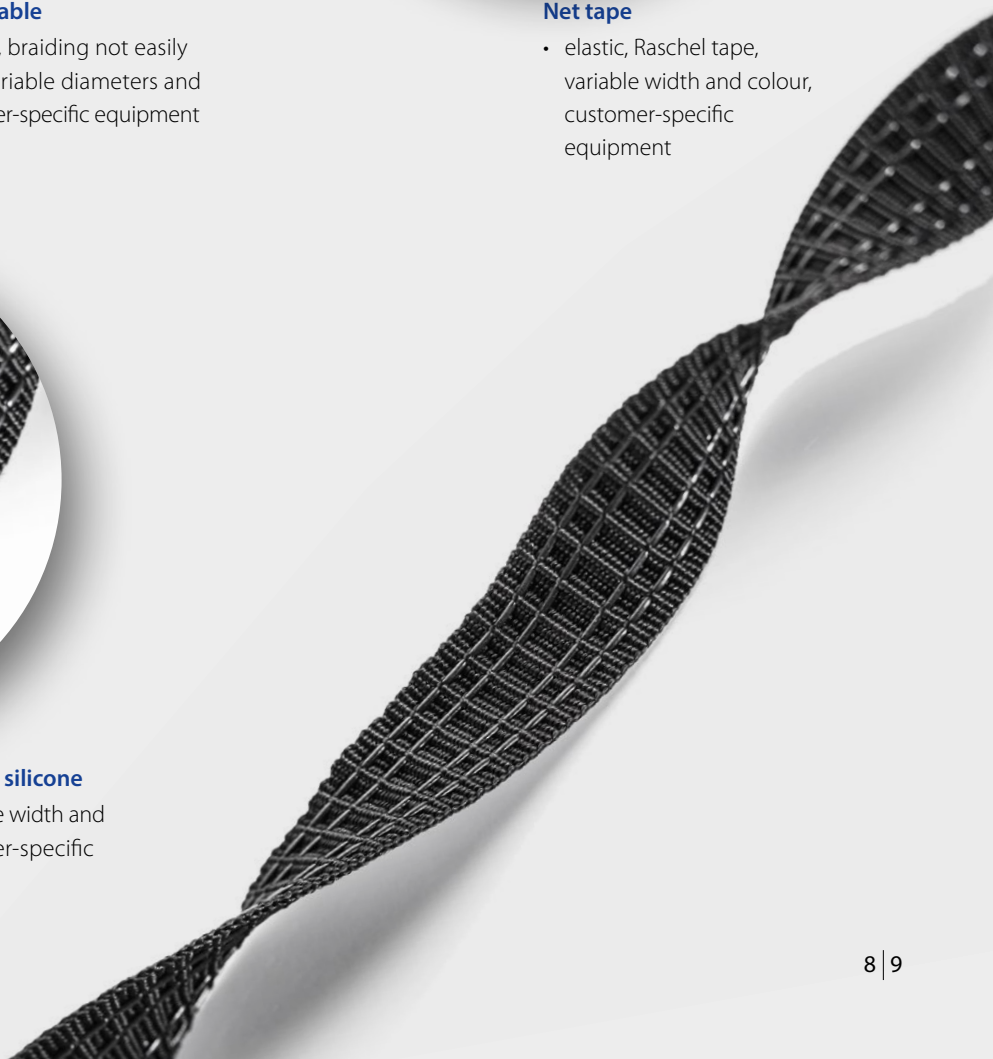 able
, braiding not easily
riable diameters and
er-specific equipment
Net tape
• elastic, Raschel tape,
variable width and colour,
customer-specific
equipment
silicone
e width and
er-specific
8|9